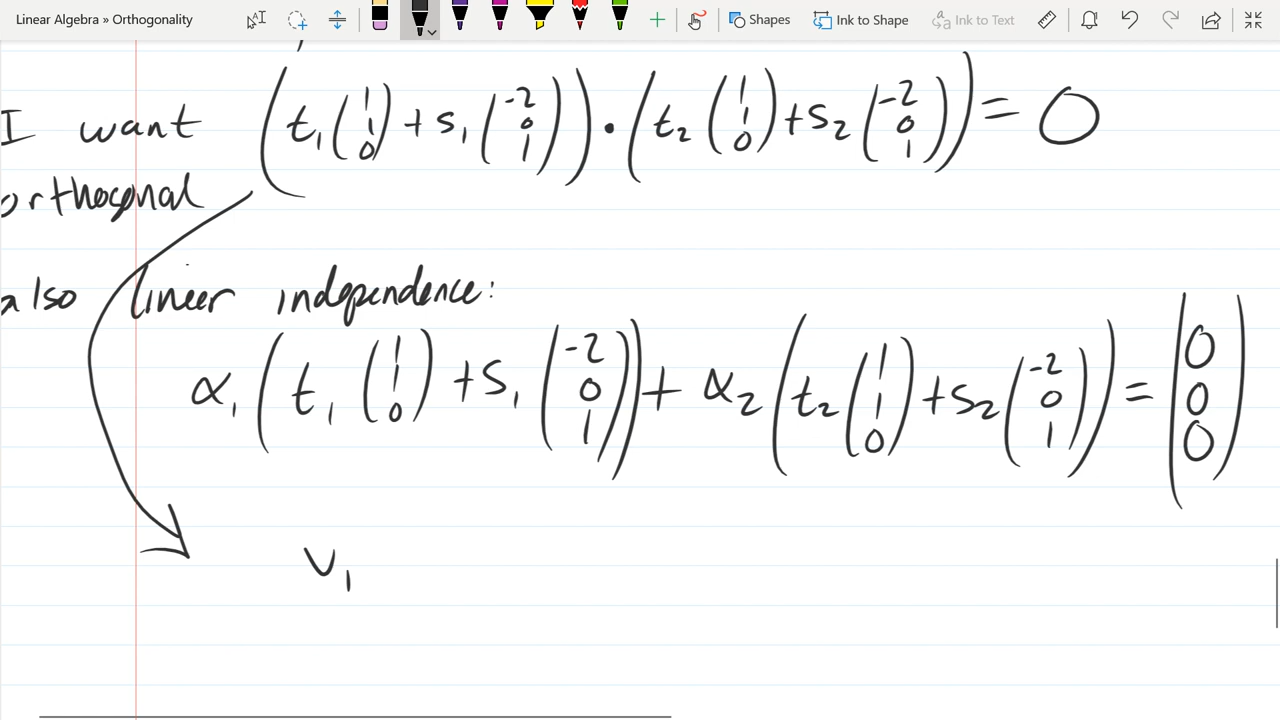 Linear Algebra » Orthogonality
Shapes
Ink to Shape
Ink to Text
I want (t₁(1 1 0) + s₁(-2 0 1)) · (t₂(1 1 0) + s₂(-2 0 1)) = 0
orthogonal
also linear independence:
α₁(t₁(1 1 0) + s₁(-2 0 1)) + α₂(t₂(1 1 0) + s₂(-2 0 1)) = (0 0 0)
v₁